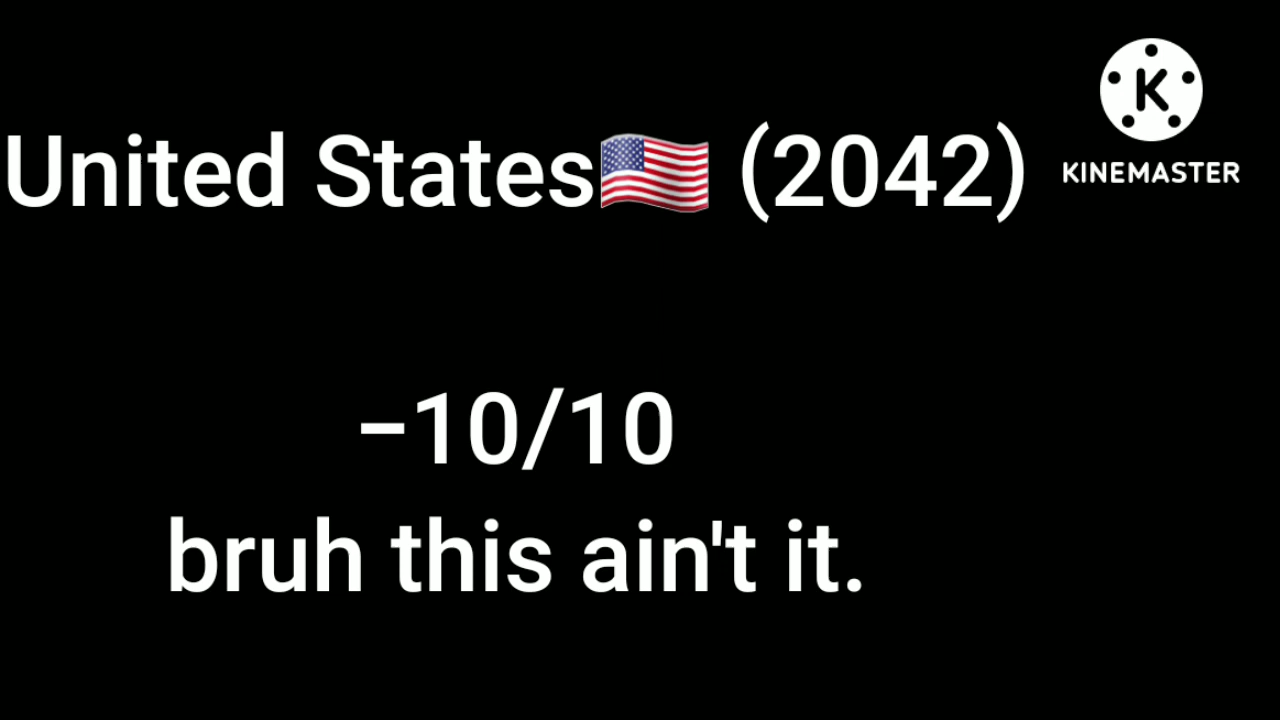 United States🇺🇸 (2042)
KINEMASTER
−10/10
bruh this ain't it.